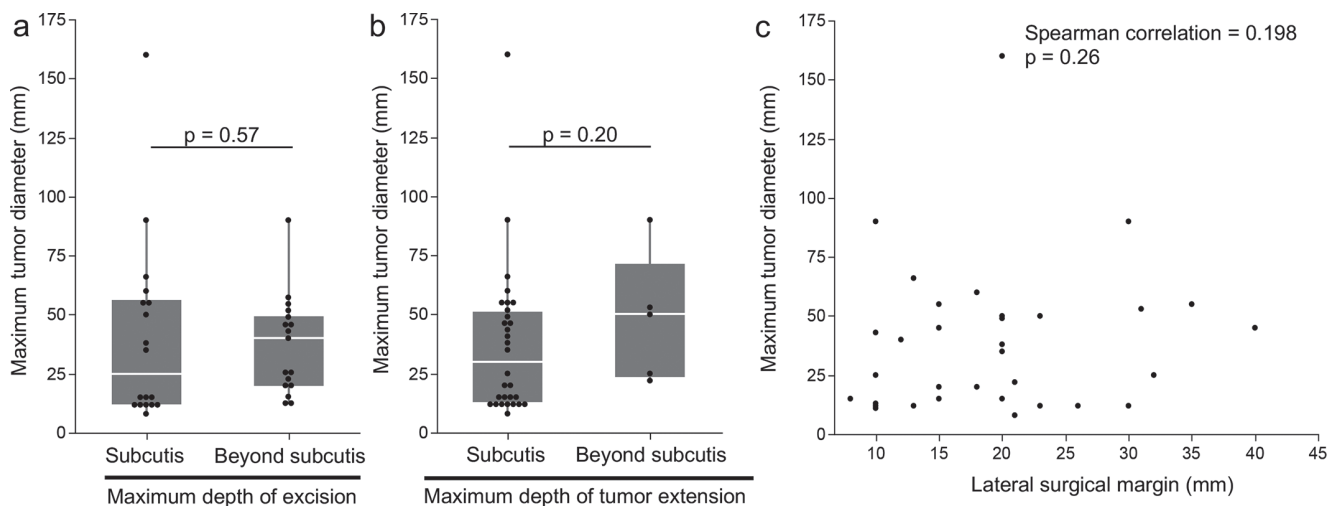 a
Maximum tumor diameter (mm)
175
150
125
100
75
50
25
0
p = 0.57
Subcutis
Beyond subcutis
Maximum depth of excision
b
Maximum tumor diameter (mm)
175
150
125
100
75
50
25
0
p = 0.20
Subcutis
Beyond subcutis
Maximum depth of tumor extension
c
Maximum tumor diameter (mm)
175
150
125
100
75
50
25
0
Spearman correlation = 0.198
p = 0.26
10 15 20 25 30 35 40 45
Lateral surgical margin (mm)